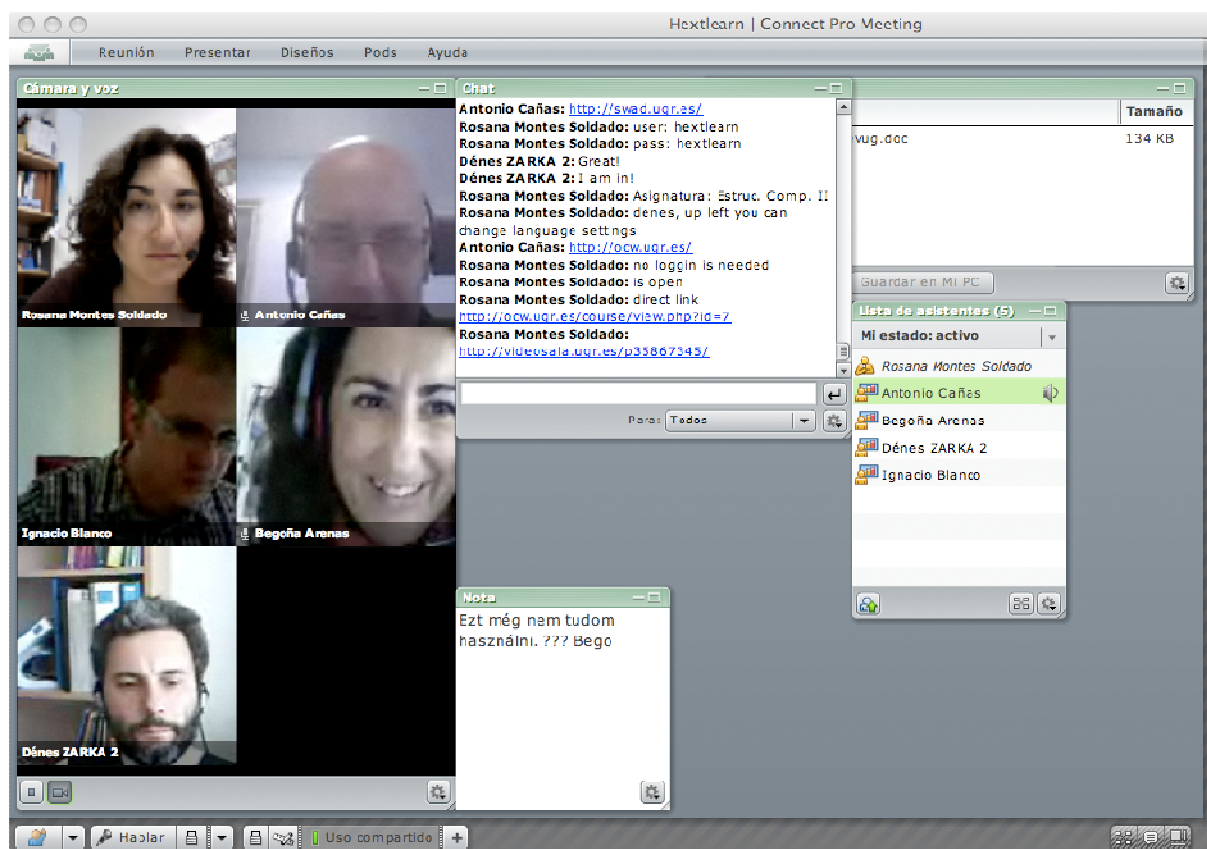 Hextlearn | Connect Pro Meeting
Reunión Presentar Diseños Pods Ayuda
Cámara y voz
Rosana Montes Soldado
Antonio Cañas
Ignacio Blanco
Begoña Arenas
Dénes ZARKA 2
Chat
Antonio Cañas: http://swad.ugr.es/
Rosana Montes Soldado: user: hextlearn
Rosana Montes Soldado: pass: hextlearn
Dénes ZARKA 2: Great!
Dénes ZARKA 2: I am in!
Rosana Montes Soldado: Asignatura: Estruc. Comp. II
Rosana Montes Soldado: denes, up left you can
change language settngs
Antonio Cañas: http://ocw.ugr.es/
Rosana Montes Soldado: no loggin is needed
Rosana Montes Soldado: is open
Rosana Montes Soldado: direct link
http://ocw.ugr.es/course/view.php?id=7
Rosana Montes Soldado:
http://videosala.ugr.es/p35867345/
Para: Todos
Tamaño
vug.doc 134 KB
Guardar en Mi PC
Lista de asistentes (5)
Mi estado: activo
Rosana Montes Soldado
Antonio Cañas
Begoña Arenas
Dénes ZARKA 2
Ignacio Blanco
Nota
Ezt még nem tudom
használni. ??? Bego
Hablar
Uso compartido